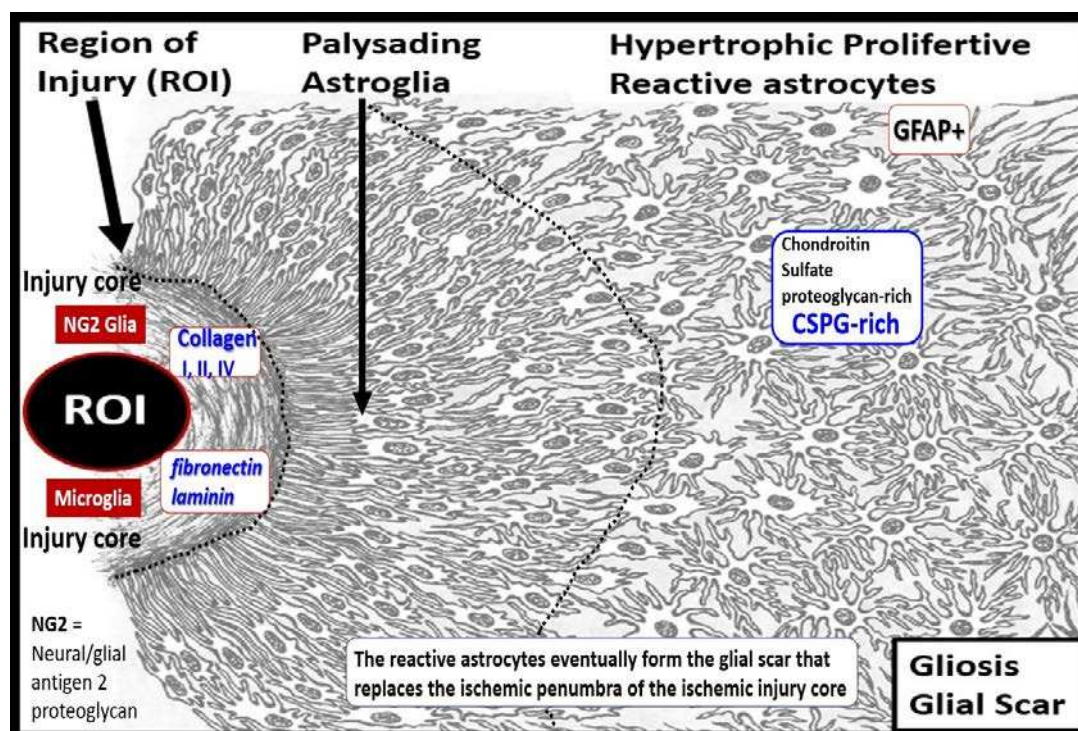 Region of
Injury (ROI)
Palysading
Astroglia
Hypertrophic Prolifertive
Reactive astrocytes
GFAP+
Chondroitin
Sulfate
proteoglycan-rich
CSPG-rich
Injury core
NG2 Glia
Collagen
I, II, IV
ROI
fibronectin
laminin
Microglia
Injury core
NG2 =
Neural/glial
antigen 2
proteoglycan
The reactive astrocytes eventually form the glial scar that
replaces the ischemic penumbra of the ischemic injury core
Gliosis
Glial Scar